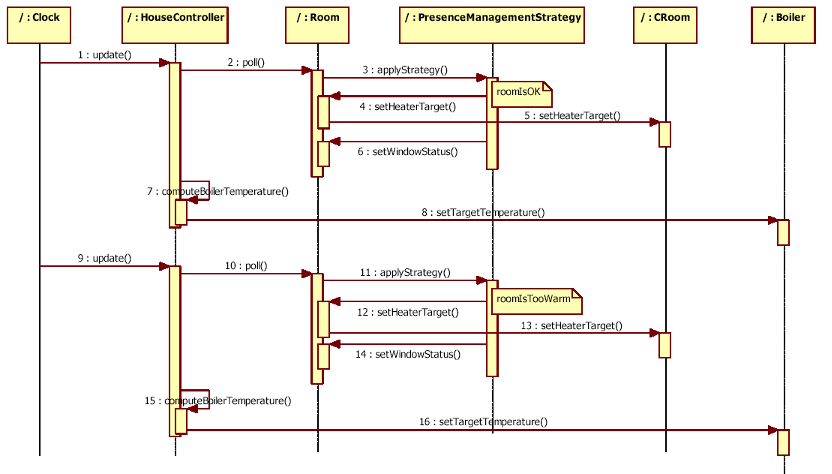 / : Clock
/ : HouseController
/ : Room
/ : PresenceManagementStrategy
/ : CRoom
/ : Boiler
1 : update()
2 : poll()
3 : applyStrategy()
roomIsOK
4 : setHeaterTarget()
5 : setHeaterTarget()
6 : setWindowStatus()
7 : computeBoilerTemperature()
8 : setTargetTemperature()
9 : update()
10 : poll()
11 : applyStrategy()
roomIsTooWarm
12 : setHeaterTarget()
13 : setHeaterTarget()
14 : setWindowStatus()
15 : computeBoilerTemperature()
16 : setTargetTemperature()